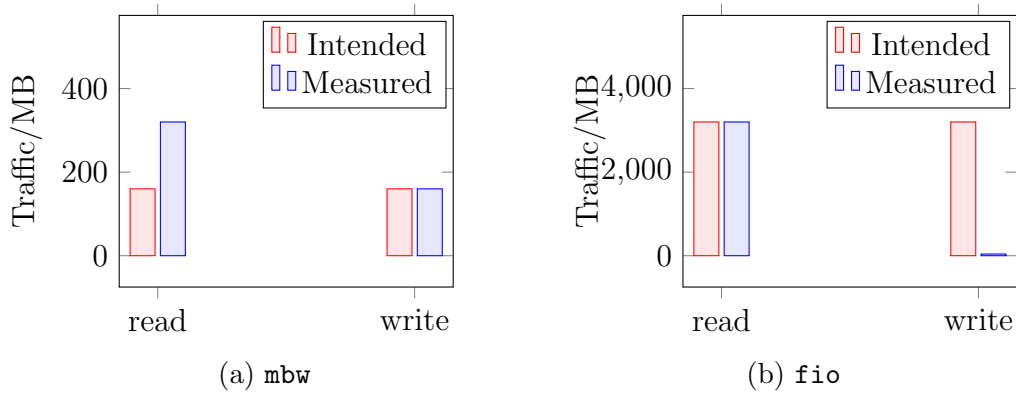 Traffic/MB
400
200
0
Intended
Measured
read
write
(a) mbw
Traffic/MB
4,000
2,000
0
Intended
Measured
read
write
(b) fio